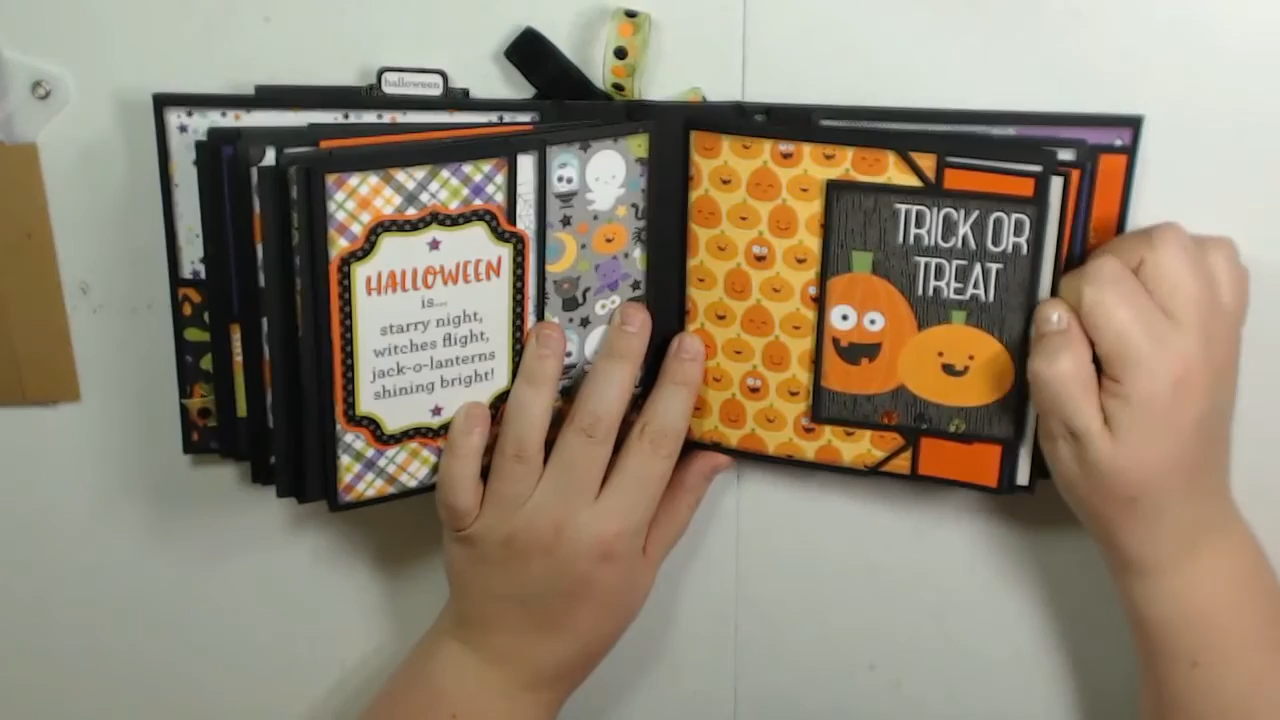 halloween
HALLOWEEN
is...
starry night,
witches flight,
jack-o-lanterns
shining bright!
TRICK OR
TREAT